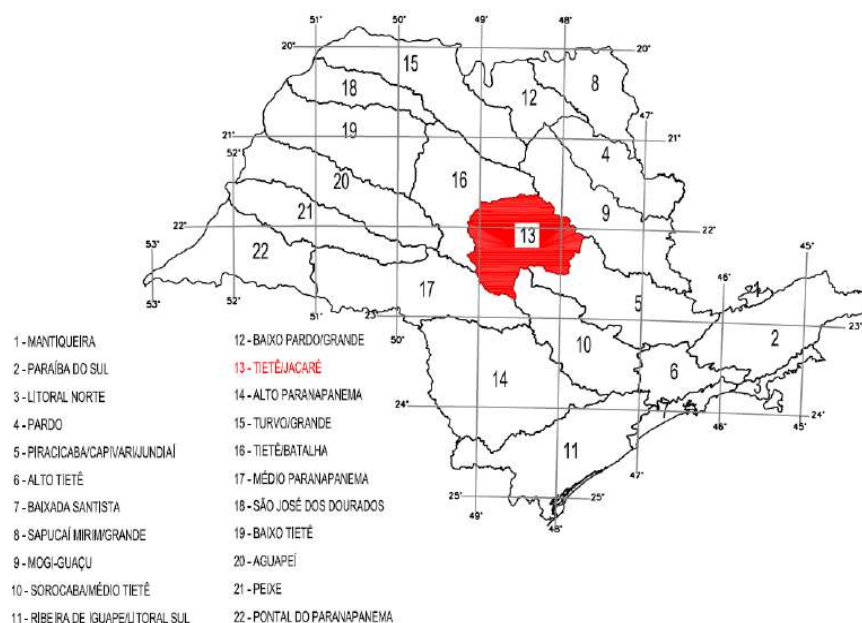 51° 50° 49° 48°
20° 15 20°
18 12 8
47°
19
21° 21°
52° 4
20 16
9
21
22° 13 22°
53° 22 45°
46°
1
53° 52° 17 5
51° 23° 2 23°
50° 10
6
14 3
7
24° 24°
46° 45°
11
47°
25° 25°
49°
48°
1 - MANTIQUEIRA
2 - PARAÍBA DO SUL
3 - LITORAL NORTE
4 - PARDO
5 - PIRACICABA/CAPIVARI/JUNDIAÍ
6 - ALTO TIETÊ
7 - BAIXADA SANTISTA
8 - SAPUCAÍ MIRIM/GRANDE
9 - MOGI-GUAÇU
10 - SOROCABA/MÉDIO TIETÊ
11 - RIBEIRA DE IGUAPE/LITORAL SUL
12 - BAIXO PARDO/GRANDE
13 - TIETÊ/JACARÉ
14 - ALTO PARANAPANEMA
15 - TURVO/GRANDE
16 - TIETÊ/BATALHA
17 - MÉDIO PARANAPANEMA
18 - SÃO JOSÉ DOS DOURADOS
19 - BAIXO TIETÊ
20 - AGUAPEÍ
21 - PEIXE
22 - PONTAL DO PARANAPANEMA